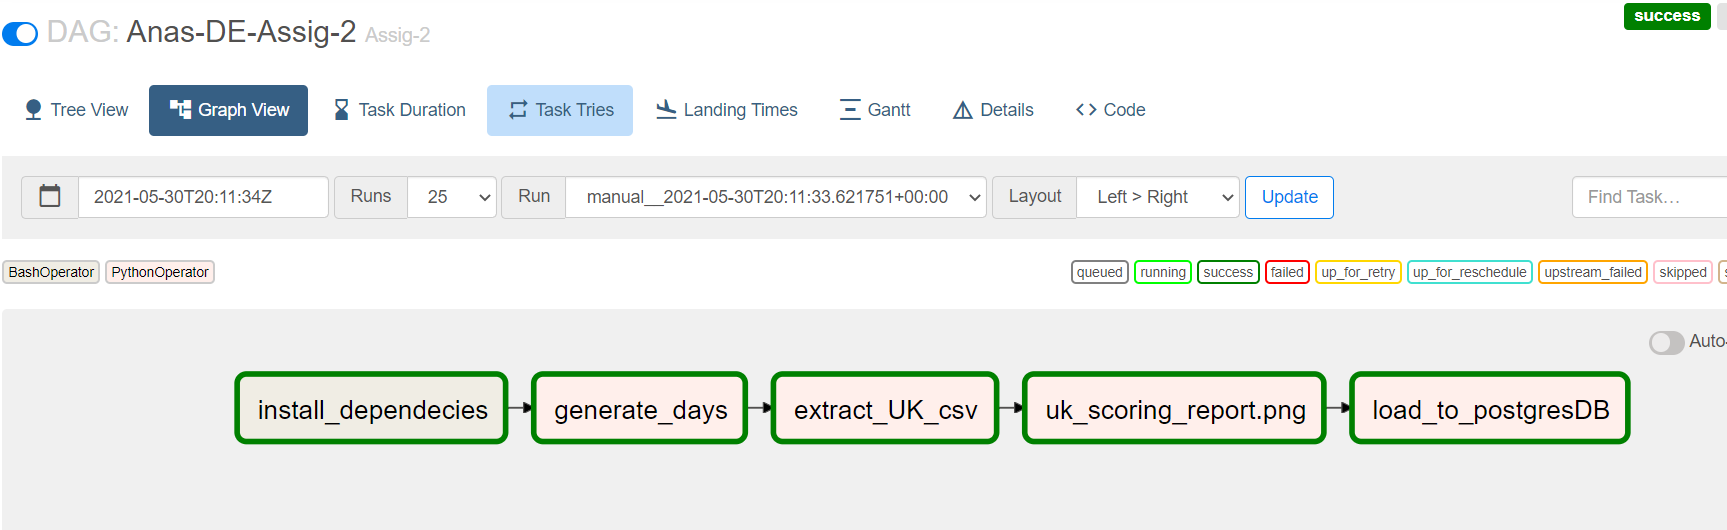 success
DAG: Anas-DE-Assig-2 Assig-2
Tree View Graph View Task Duration Task Tries Landing Times Gantt Details Code
2021-05-30T20:11:34Z Runs 25 Run manual__2021-05-30T20:11:33.621751+00:00 Layout Left > Right Update Find Task…
BashOperator PythonOperator queued running success failed up_for_retry up_for_reschedule upstream_failed skipped
Auto-
install_dependecies generate_days extract_UK_csv uk_scoring_report.png load_to_postgresDB